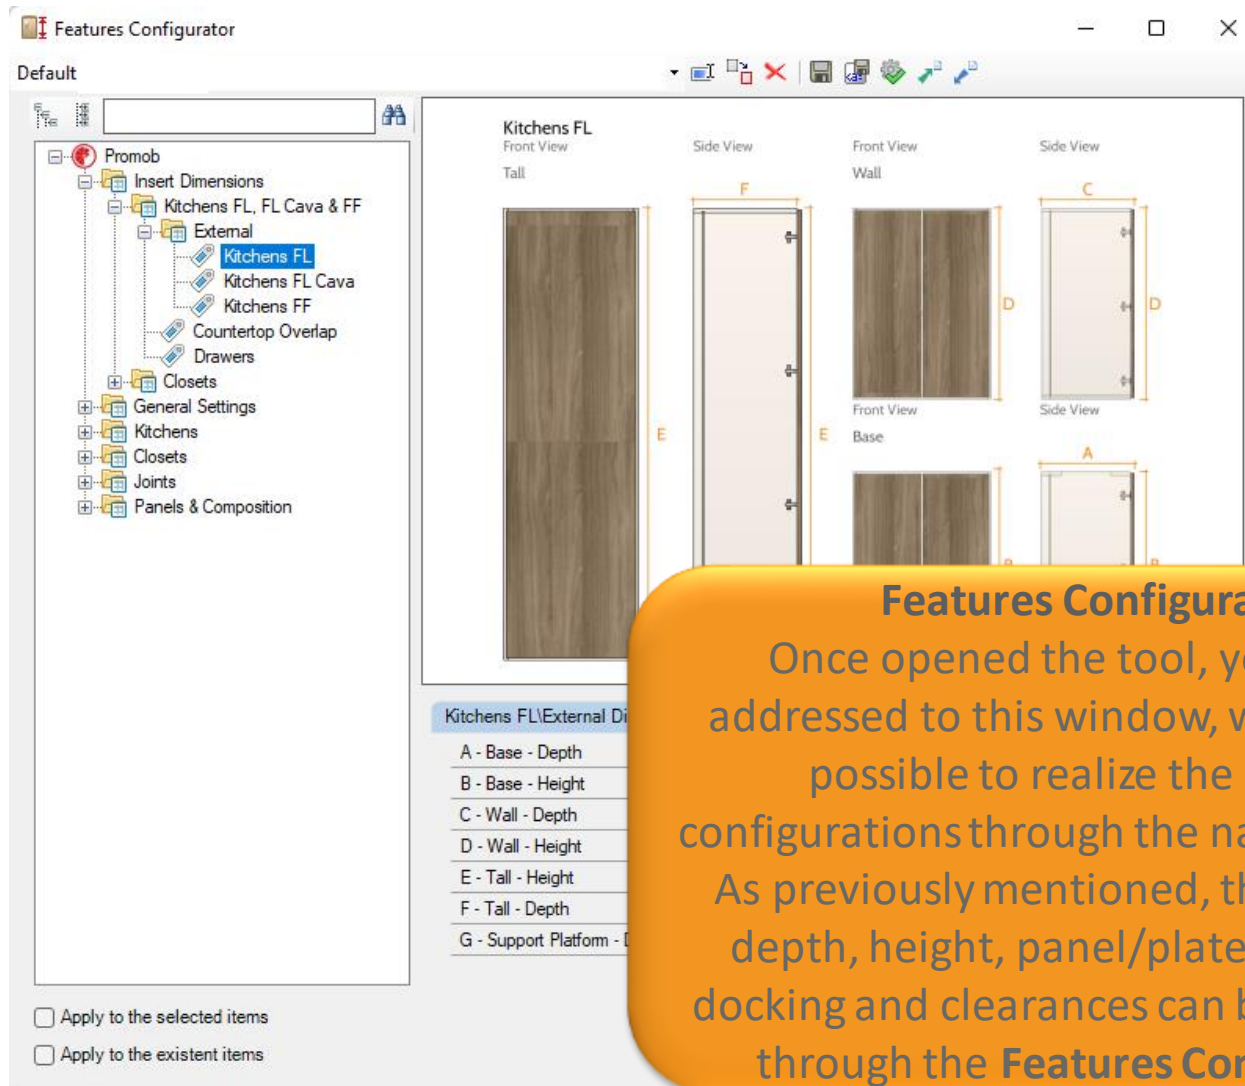 Features Configurator
Default
Promob
Insert Dimensions
Kitchens FL, FL Cava & FF
External
Kitchens FL
Kitchens FL Cava
Kitchens FF
Countertop Overlap
Drawers
Closets
General Settings
Kitchens
Closets
Joints
Panels & Composition
Apply to the selected items
Apply to the existent items
Kitchens FL
Front View
Side View
Front View
Side View
Tall
Wall
F
C
D
D
Front View
Side View
E
E
Base
A
Kitchens FL\External
A - Base - Depth
B - Base - Height
C - Wall - Depth
D - Wall - Height
E - Tall - Height
F - Tall - Depth
G - Support Platform -
Features
Once opened the tool,
addressed to this window,
possible to realize the
configurations through the
As previously mentioned,
depth, height, panel/plate
docking and clearances can
through the Features